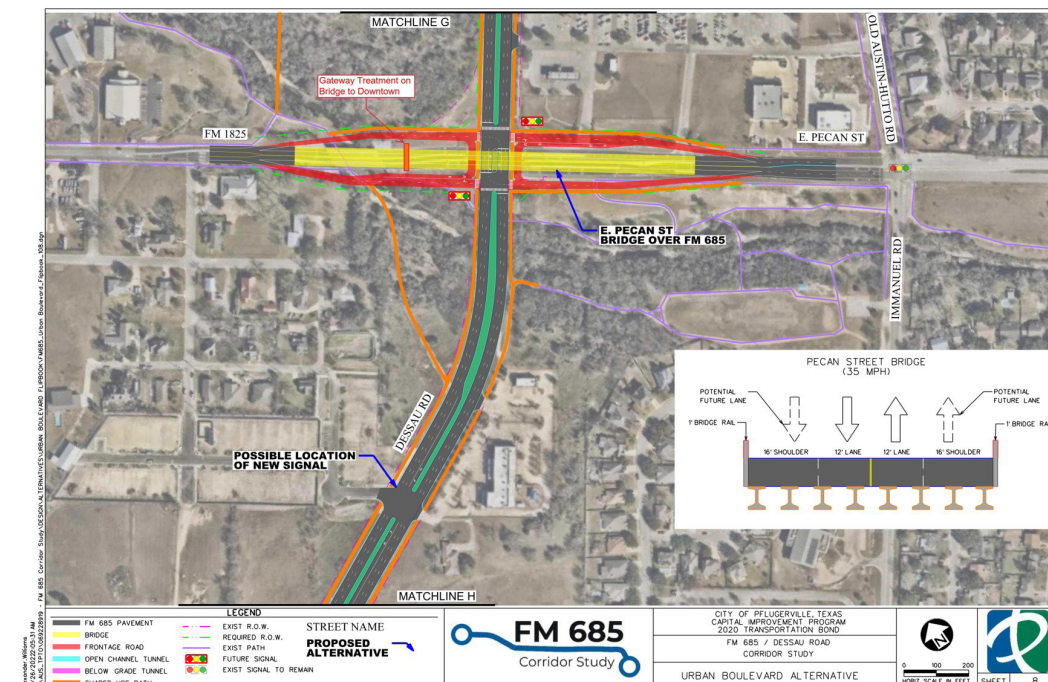 MATCHLINE G
OLD AUSTIN-HUTTO RD
Gateway Treatment on
Bridge to Downtown
FM 1825
E. PECAN ST
E. PECAN ST
BRIDGE OVER FM 685
IMMANUEL RD
DESSAU RD
POSSIBLE LOCATION
OF NEW SIGNAL
PECAN STREET BRIDGE
(35 MPH)
POTENTIAL
FUTURE LANE
POTENTIAL
FUTURE LANE
1' BRIDGE RAIL
1' BRIDGE RA
16' SHOULDER
12' LANE
12' LANE
16' SHOULDER
MATCHLINE H
LEGEND
FM 685 PAVEMENT
BRIDGE
FRONTAGE ROAD
OPEN CHANNEL TUNNEL
BELOW GRADE TUNNEL
SHARED USE PATH
EXIST R.O.W.
REQUIRED R.O.W.
EXIST PATH
FUTURE SIGNAL
EXIST SIGNAL TO REMAIN
STREET NAME
PROPOSED
ALTERNATIVE
FM 685
Corridor Study
CITY OF PFLUGERVILLE, TEXAS
CAPITAL IMPROVEMENT PROGRAM
2020 TRANSPORTATION BOND
FM 685 / DESSAU ROAD
CORRIDOR STUDY
URBAN BOULEVARD ALTERNATIVE
N
0 100 200
HORIZ SCALE IN FEET
SHEET 8